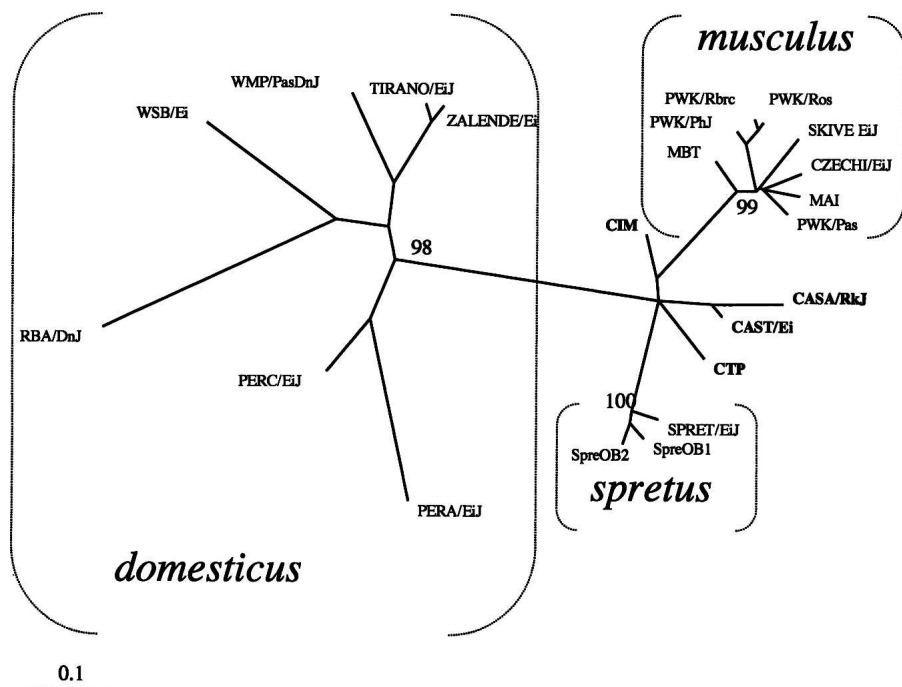 musculus
WMP/PasDnJ
TIRANO/EiJ
ZALENDE/Ei
WSB/Ei
PWK/Rbrc
PWK/Ros
PWK/PhJ
SKIVE EiJ
MBT
CZECHI/EiJ
MAI
99
PWK/Pas
CIM
98
CASA/RkJ
CAST/Ei
RBA/DnJ
CTP
PERC/EiJ
100
SPRET/EiJ
SpreOB2
SpreOB1
spretus
PERA/EiJ
domesticus
0.1